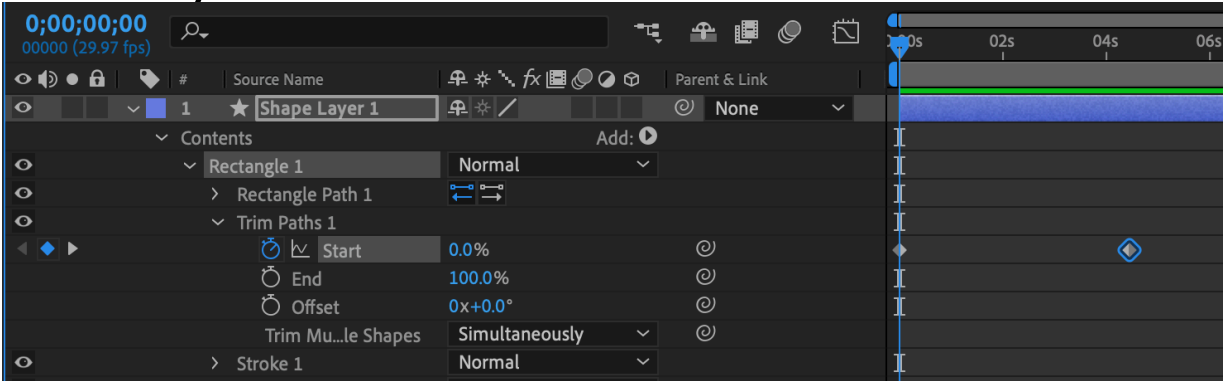 0;00;00;00
00000 (29.97 fps)
02s 04s 06s
# Source Name fx Parent & Link
1 Shape Layer 1 None
Contents Add:
Rectangle 1 Normal
Rectangle Path 1
Trim Paths 1
Start 0.0%
End 100.0%
Offset 0x+0.0°
Trim Mu...le Shapes Simultaneously
Stroke 1 Normal